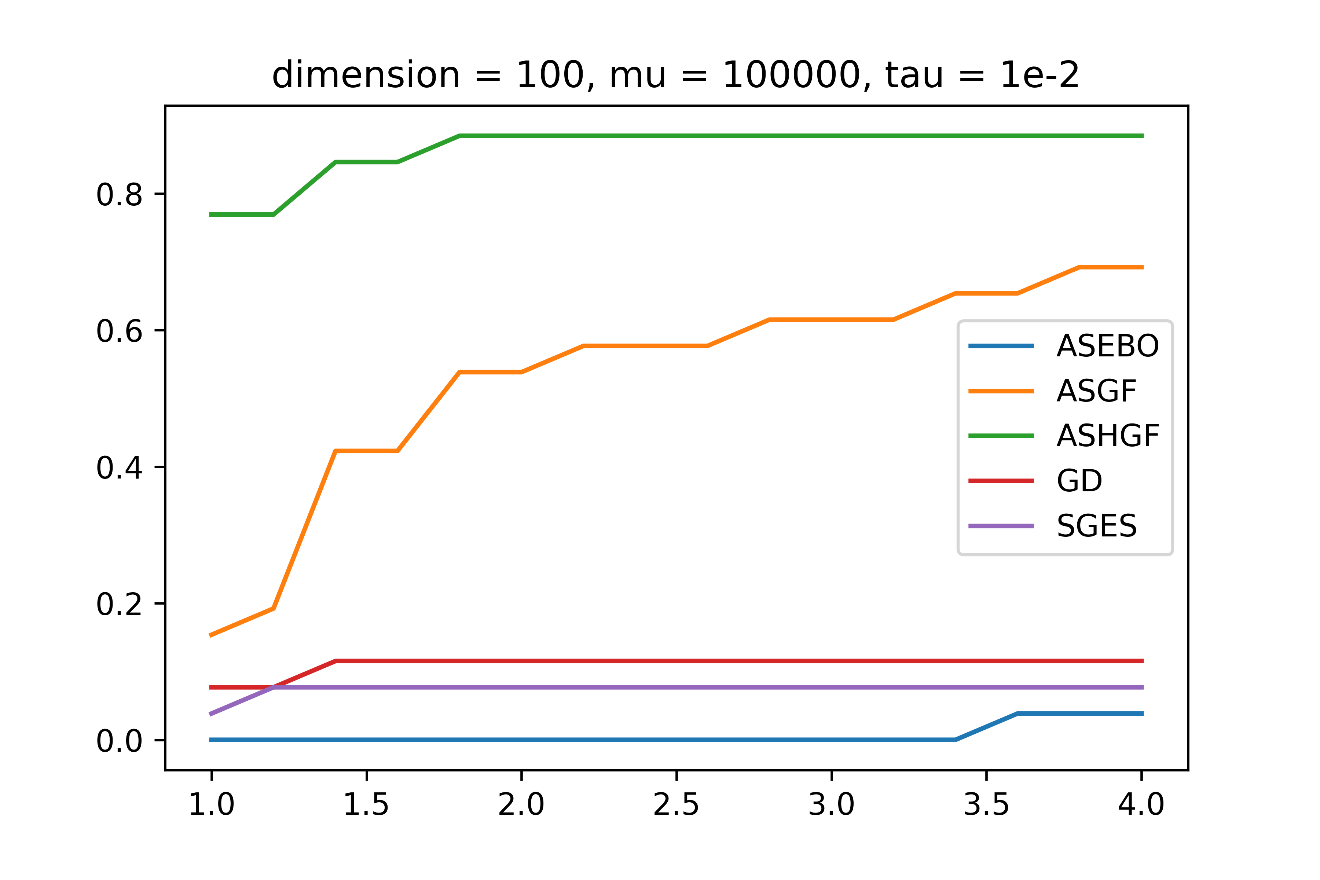 dimension = 100, mu = 100000, tau = 1e-2
0.8
0.6
0.4
0.2
0.0
ASEBO
ASGF
ASHGF
GD
SGES
1.0 1.5 2.0 2.5 3.0 3.5 4.0